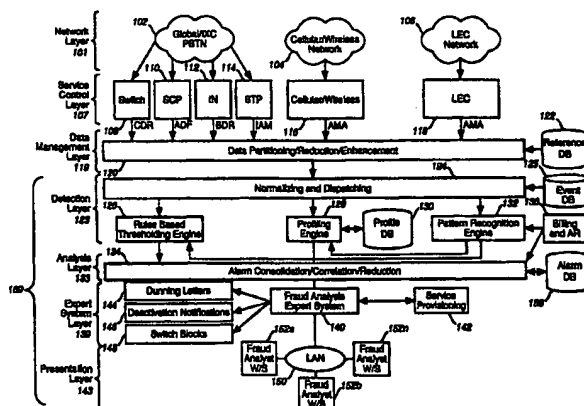 102
Global/IXC
PSTN
Network
Layer
101
Cellular/Wireless
Network
104
LEC
Network
106
Service
Control
Layer
107
110
112
114
Switch
SCP
IN
STP
Cellular/Wireless
LEC
108
116
118
CDR
ADF
BDR
IAM
AMA
AMA
122
Data
Management
Layer
119
120
Data Partitioning/Reduction/Enhancement
Reference
DB
124
Normalizing and Dispatching
Event
DB
Detection
Layer
123
126
Rules Based
Thresholding Engine
128
Profiling
Engine
130
Profile
DB
132
Pattern Recognition
Engine
Billing
and AR
Analysis
Layer
133
134
Alarm Consolidation/Correlation/Reduction
Alarm
DB
138
Expert
System
Layer
139
144
Dunning Letters
Deactivation Notifications
148
Switch Blocks
Fraud Analysis
Expert System
140
Service
Provisioning
142
Presentation
Layer
143
152a
Fraud
Analyst
W/S
LAN
150
152n
Fraud
Analyst
W/S
Fraud
Analyst
W/S
152b